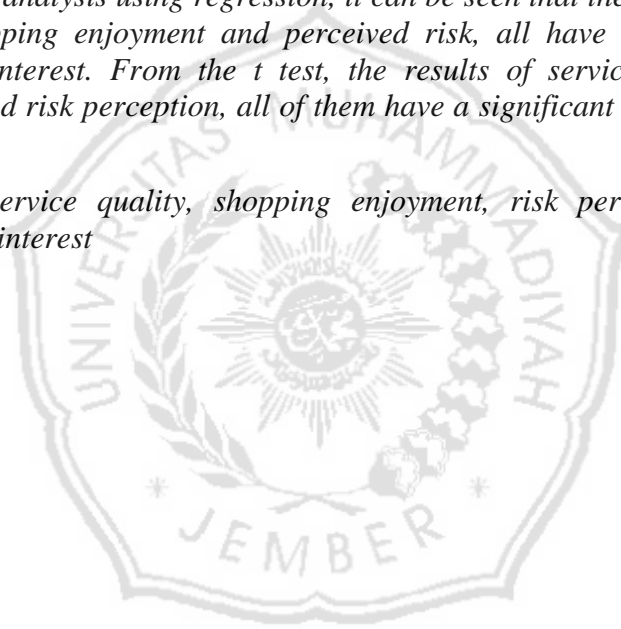 analysis using regression, it can be seen that the
pping enjoyment and perceived risk, all have
interest. From the t test, the results of servic
d risk perception, all of them have a significant
ervice quality, shopping enjoyment, risk per
interest
UNIVERSITAS MUHAMMADIYAH
JEMBER